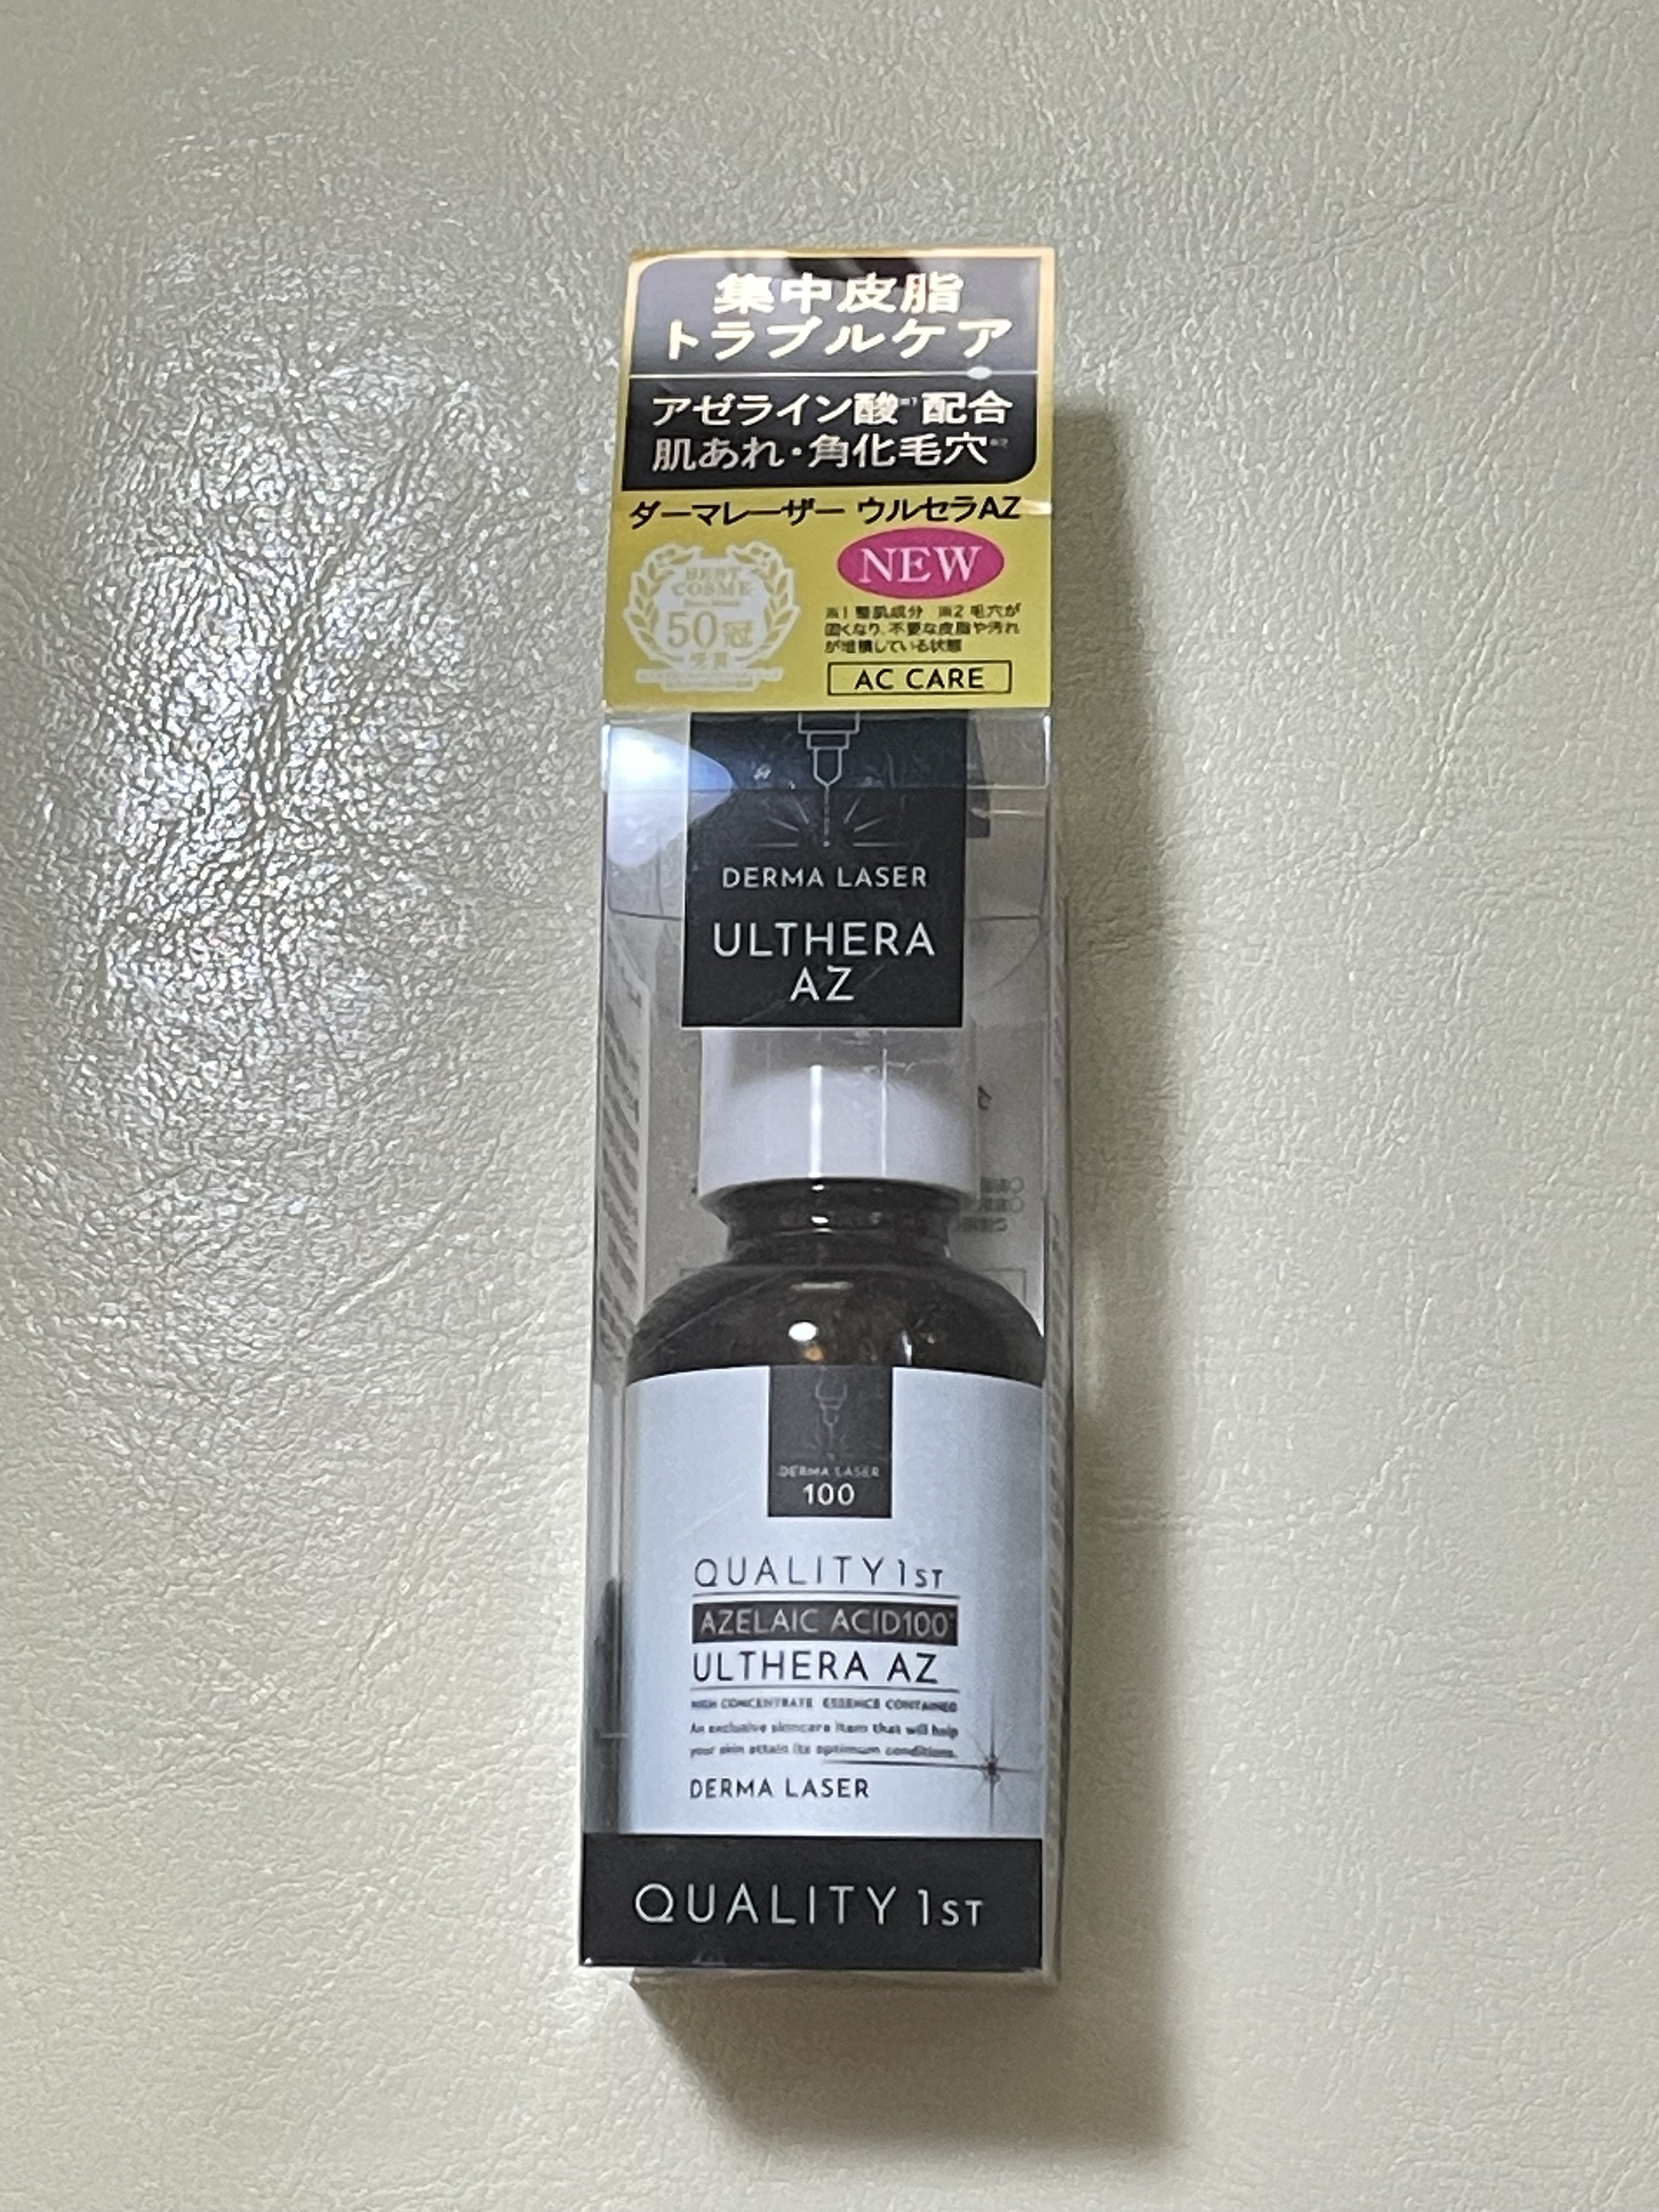 集中皮脂
トラブルケア
アゼライン酸※1配合
肌あれ・角化毛穴※2
ダーマレーザー ウルセラAZ
NEW
BEST
COSME
50冠
受賞
※1 整肌成分 ※2 毛穴が
固くなり、不要な皮脂や汚れ
が堆積している状態
AC CARE
DERMA LASER
ULTHERA
AZ
DERMA LASER
100
QUALITY 1ST
AZELAIC ACID100
ULTHERA AZ
HIGH CONCENTRATE ESSENCE CONTAINED
An exclusive skincare item that will help
your skin attain its optimum conditions.
DERMA LASER
QUALITY 1ST